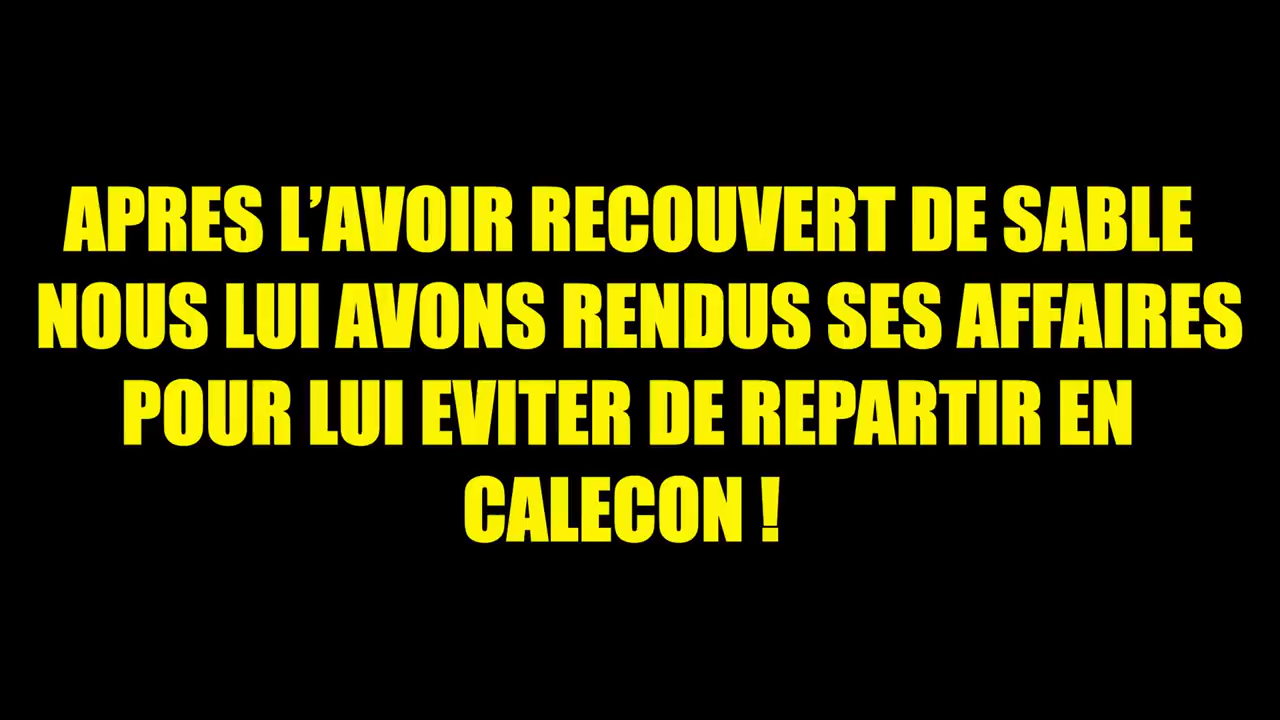 APRES L’AVOIR RECOUVERT DE SABLE
NOUS LUI AVONS RENDUS SES AFFAIRES
POUR LUI EVITER DE REPARTIR EN
CALECON !